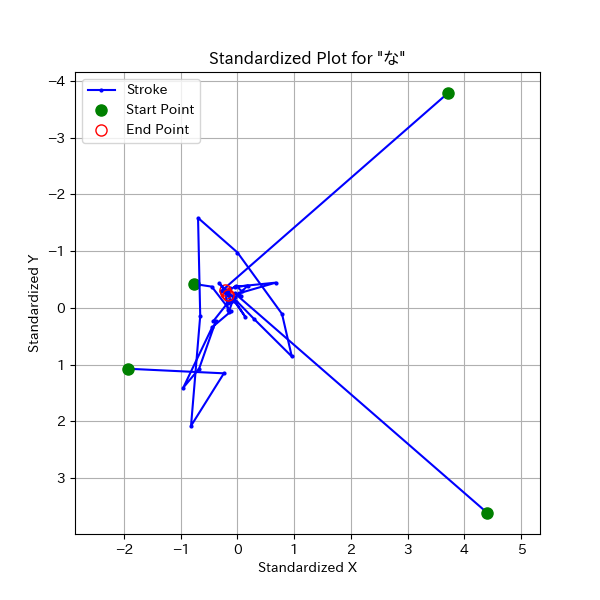 Standardized Plot for "な"
Stroke
Start Point
End Point
−4
−3
−2
−1
0
1
2
3
Standardized Y
−2 −1 0 1 2 3 4 5
Standardized X